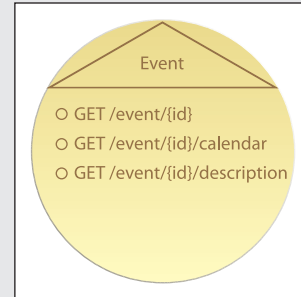 Event
GET /event/{id}
GET /event/{id}/calendar
GET /event/{id}/description